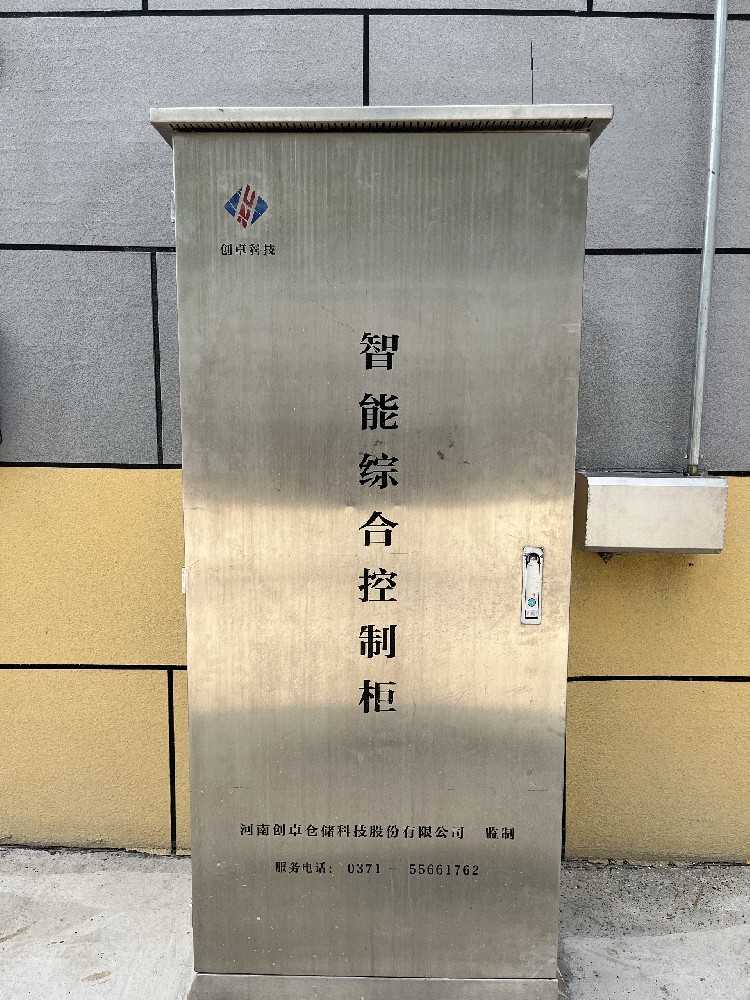 创卓科技
智能综合控制柜
河南创卓仓储科技股份有限公司 监制
服务电话: 0371 — 55661762